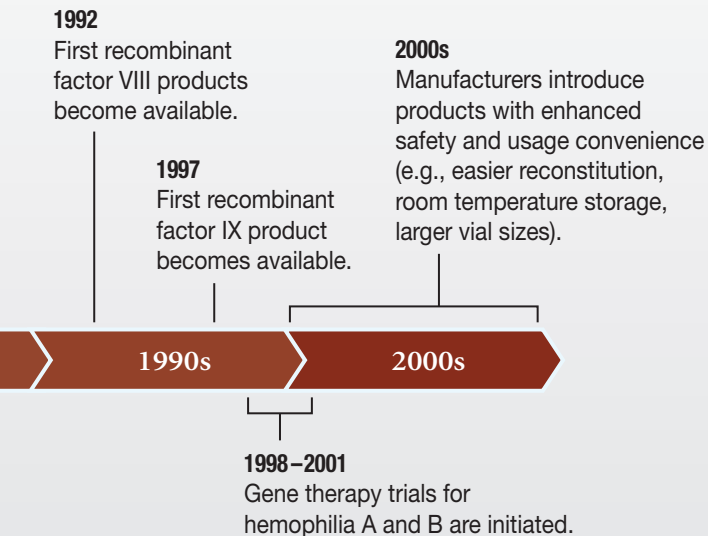 1992
First recombinant
factor VIII products
become available.
1997
First recombinant
factor IX product
becomes available.
2000s
Manufacturers introduce
products with enhanced
safety and usage convenience
(e.g., easier reconstitution,
room temperature storage,
larger vial sizes).
1990s
2000s
1998–2001
Gene therapy trials for
hemophilia A and B are initiated.